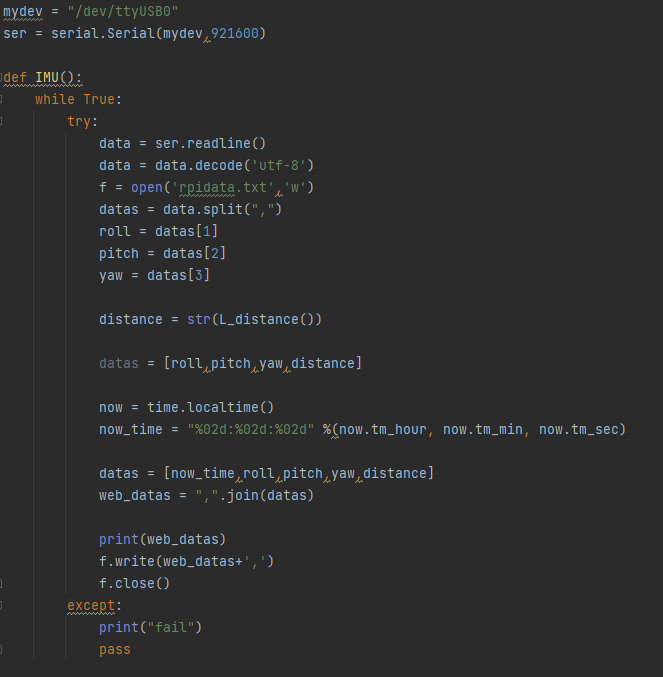 mydev = "/dev/ttyUSB0"
ser = serial.Serial(mydev,921600)
def IMU():
    while True:
        try:
            data = ser.readline()
            data = data.decode('utf-8')
            f = open('rpidata.txt','w')
            datas = data.split(",")
            roll = datas[1]
            pitch = datas[2]
            yaw = datas[3]
            distance = str(L_distance())
            datas = [roll,pitch,yaw,distance]
            now = time.localtime()
            now_time = "%02d:%02d:%02d" %(now.tm_hour, now.tm_min, now.tm_sec)
            datas = [now_time,roll,pitch,yaw,distance]
            web_datas = ",".join(datas)
            print(web_datas)
            f.write(web_datas+',')
            f.close()
        except:
            print("fail")
            pass